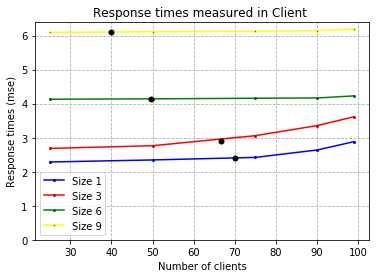 Response times measured in Client
Response times (mse)
6
5
4
3
2
1
0
Size 1
Size 3
Size 6
Size 9
30 40 50 60 70 80 90 100
Number of clients